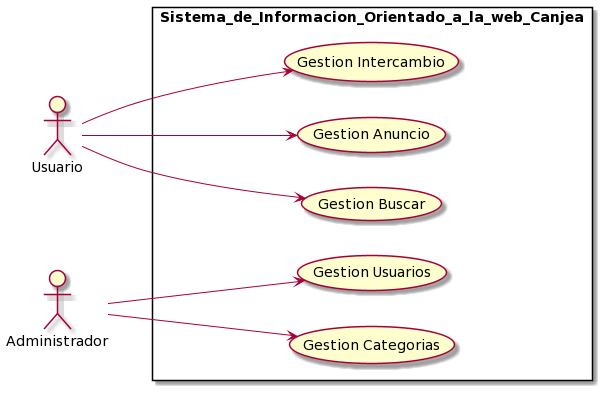 Sistema_de_Informacion_Orientado_a_la_web_Canjea
Gestion Intercambio
Gestion Anuncio
Usuario
Gestion Buscar
Gestion Usuarios
Administrador
Gestion Categorias